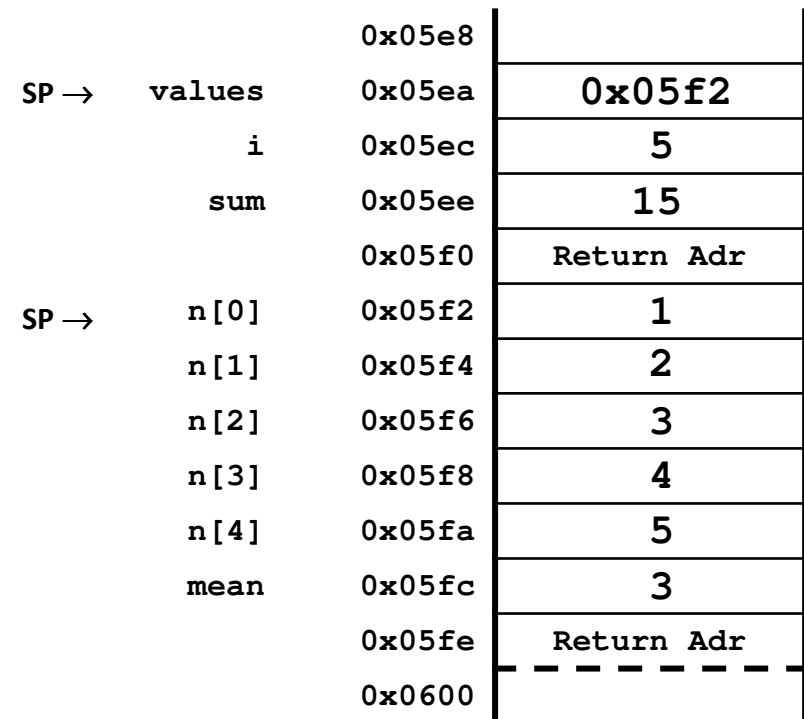 0x05e8
SP → values 0x05ea 0x05f2
i 0x05ec 5
sum 0x05ee 15
0x05f0 Return Adr
SP → n[0] 0x05f2 1
n[1] 0x05f4 2
n[2] 0x05f6 3
n[3] 0x05f8 4
n[4] 0x05fa 5
mean 0x05fc 3
0x05fe Return Adr
0x0600